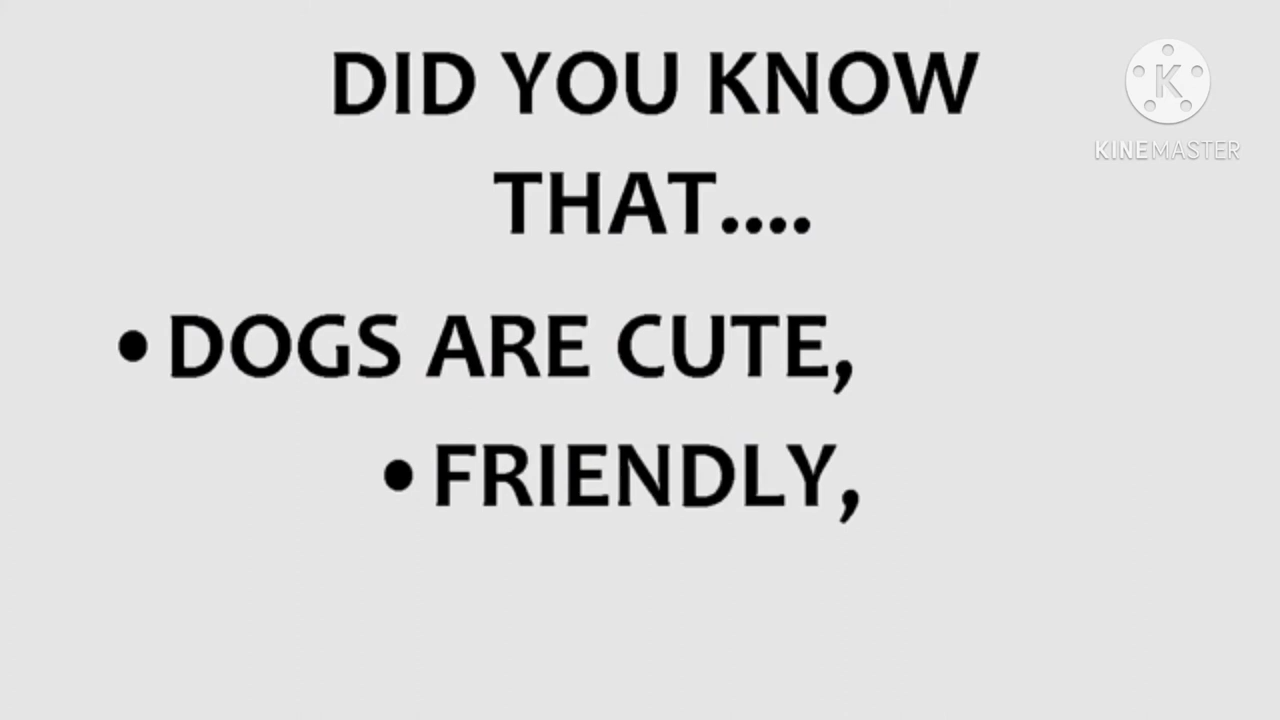 DID YOU KNOW
THAT....
• DOGS ARE CUTE,
• FRIENDLY,
K
KINEMASTER